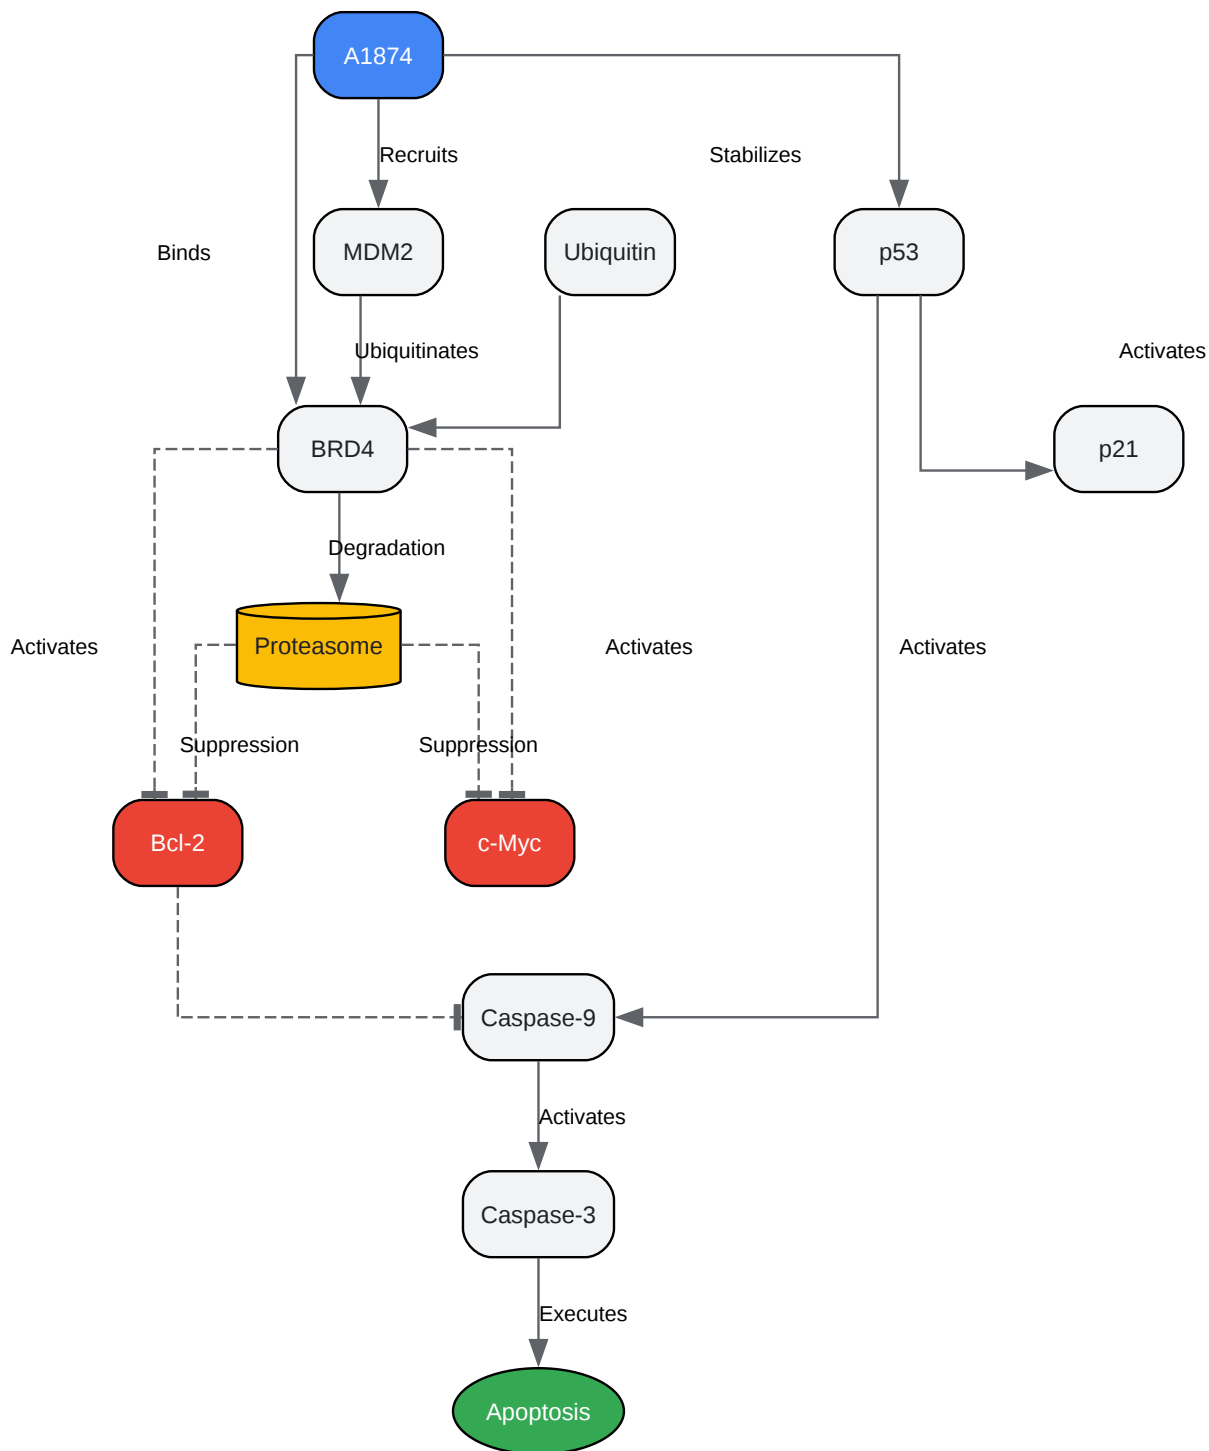 A1874
Recruits
Stabilizes
Binds
MDM2
Ubiquitin
p53
Ubiquitinates
Activates
BRD4
p21
Degradation
Activates
Proteasome
Activates
Activates
Suppression
Suppression
Bcl-2
c-Myc
Caspase-9
Activates
Caspase-3
Executes
Apoptosis